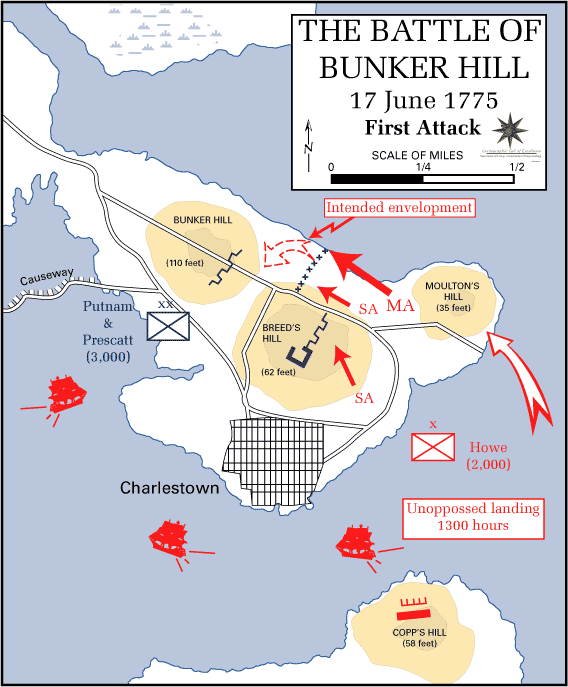 THE BATTLE OF
BUNKER HILL
17 June 1775
First Attack
SCALE OF MILES
0 1/4 1/2
Intended envelopment
BUNKER HILL
(110 feet)
SA
MA
MOULTON'S
HILL
(35 feet)
Causeway
xx
Putnam
&
Prescatt
(3,000)
BREED'S
HILL
(62 feet)
SA
x
Howe
(2,000)
Charlestown
Unoppossed landing
1300 hours
COPP'S HILL
(58 feet)